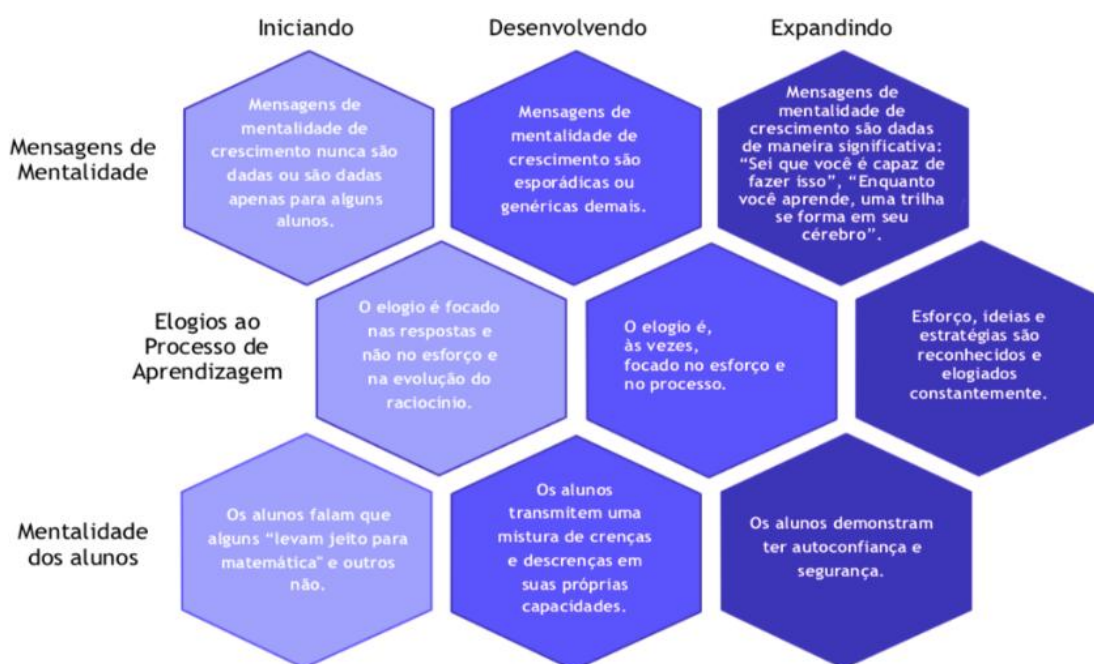 Iniciando
Desenvolvendo
Expandindo
Mensagens de
Mentalidade
Mensagens de
mentalidade de
crescimento nunca são
dadas ou são dadas
apenas para alguns
alunos.
Mensagens de
mentalidade de
crescimento são
esporádicas ou
genéricas demais.
Mensagens de
mentalidade de
crescimento são dadas
de maneira significativa:
“Sei que você é capaz de
fazer isso”, “Enquanto
você aprende, uma trilha
se forma em seu
cérebro”.
Elogios ao
Processo de
Aprendizagem
O elogio é focado
nas respostas e
não no esforço e
na evolução do
raciocínio.
O elogio é,
às vezes,
focado no esforço e
no processo.
Esforço, ideias e
estratégias são
reconhecidos e
elogiados
constantemente.
Mentalidade
dos alunos
Os alunos falam que
alguns “levam jeito para
matemática" e outros
não.
Os alunos
transmitem uma
mistura de crenças
e descrenças em
suas próprias
capacidades.
Os alunos demonstram
ter autoconfiança e
segurança.